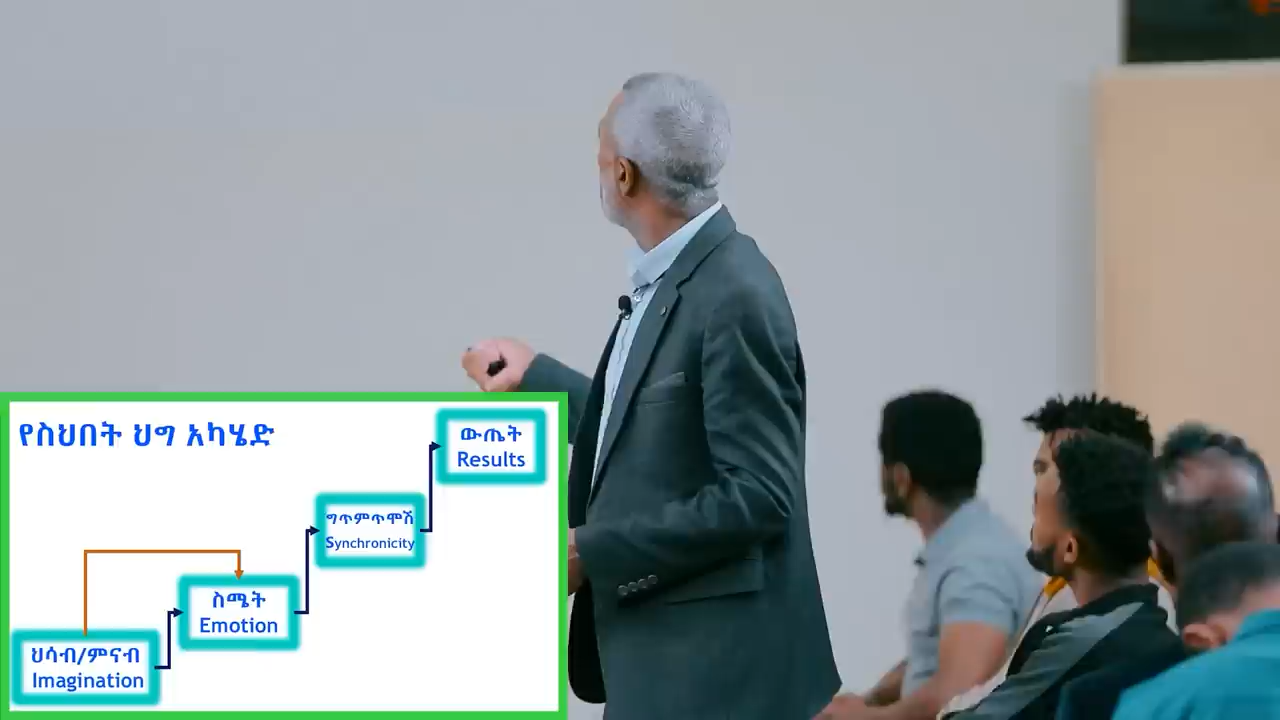 የስህበት ህግ አካሄድ
ውጤት
Results
ግጥምጥሞሽ
Synchronicity
ስሜት
Emotion
ህሳብ/ምናብ
Imagination